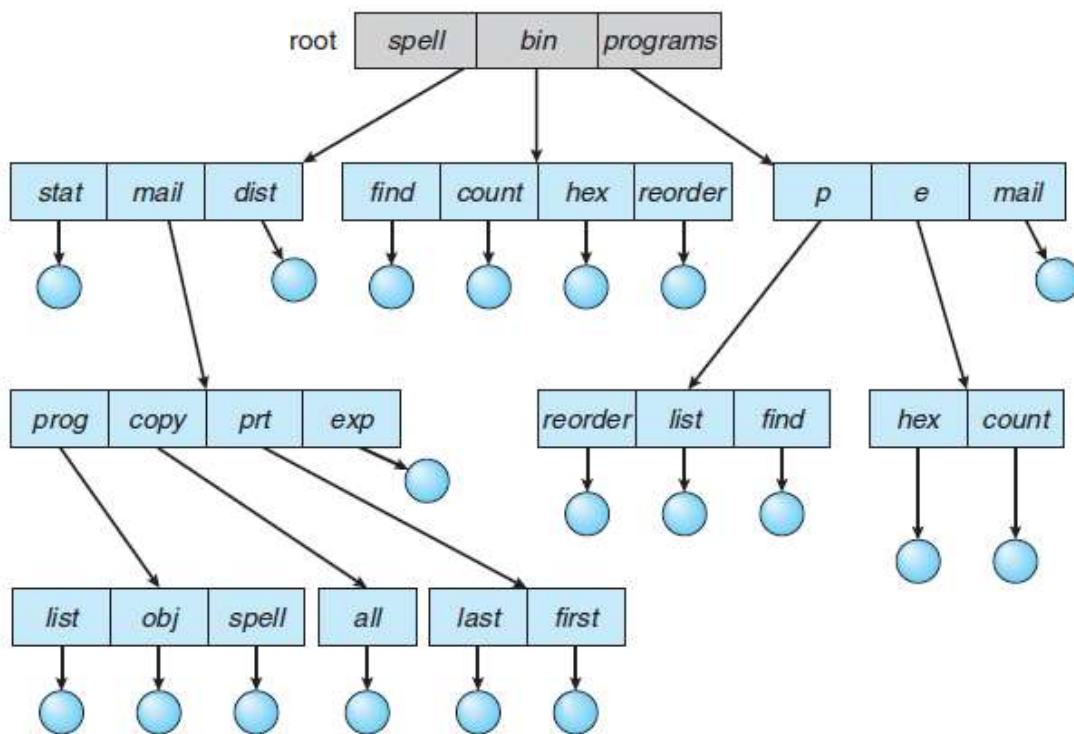 root spell bin programs
stat mail dist find count hex reorder p e mail
prog copy prt exp reorder list find hex count
list obj spell all last first